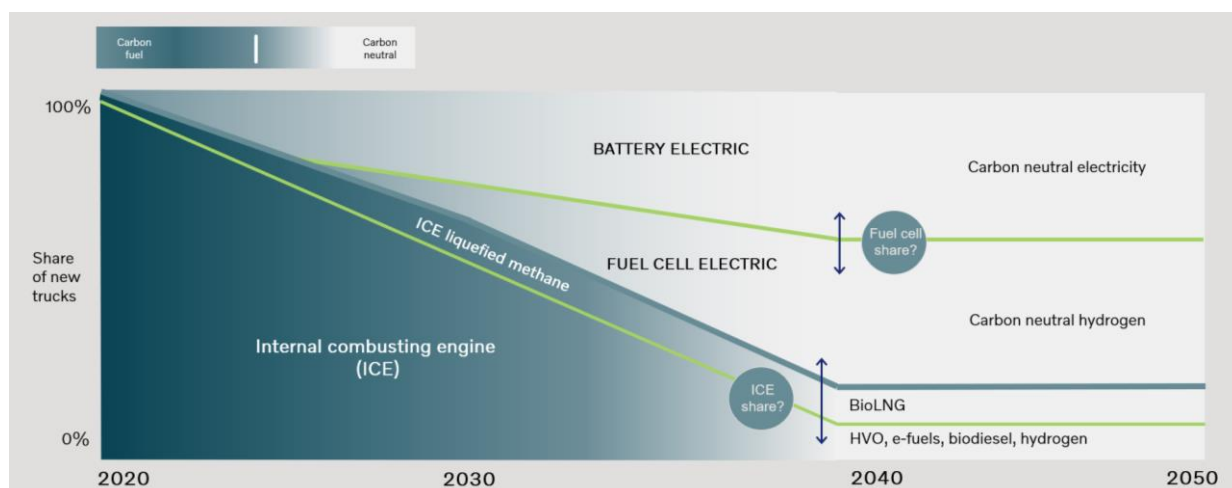 Carbon
fuel
Carbon
neutral
100%
BATTERY ELECTRIC
Carbon neutral electricity
Fuel cell
share?
ICE liquefied methane
Share
of new
trucks
FUEL CELL ELECTRIC
Carbon neutral hydrogen
Internal combusting engine
(ICE)
ICE
share?
BioLNG
0%
HVO, e-fuels, biodiesel, hydrogen
2020
2030
2040
2050